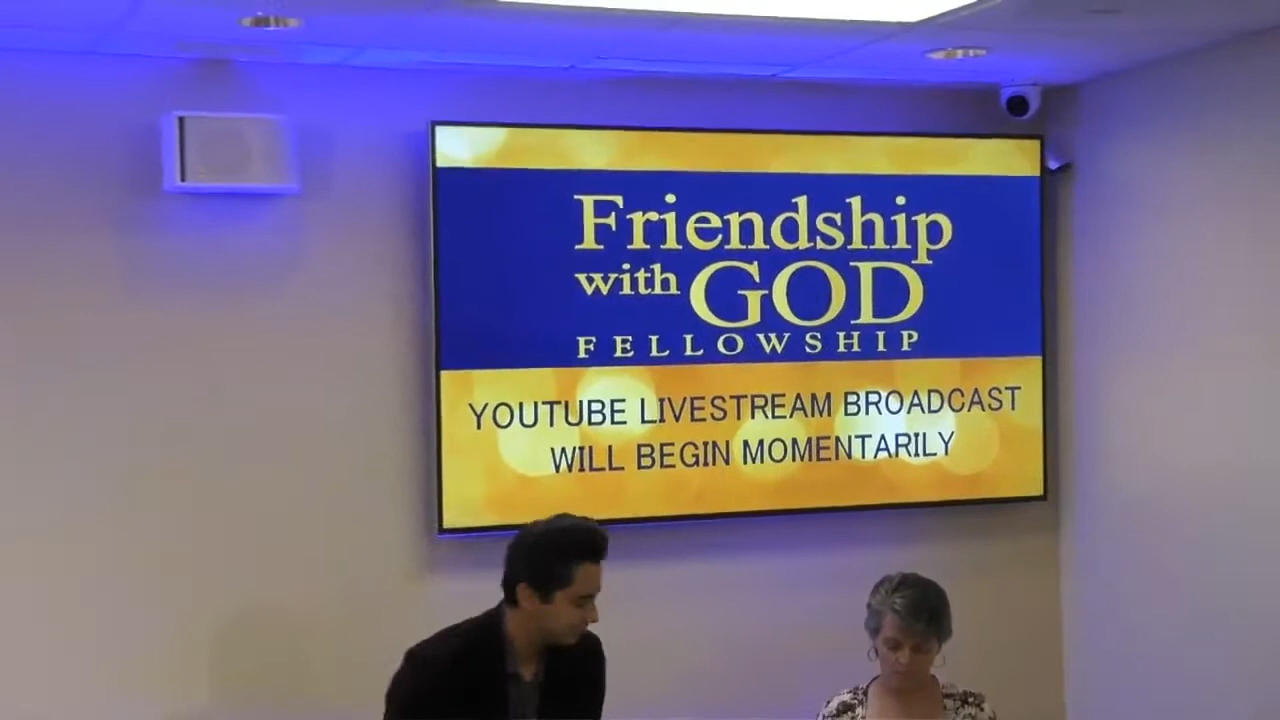 Friendship
with GOD
FELLOWSHIP
YOUTUBE LIVESTREAM BROADCAST
WILL BEGIN MOMENTARILY